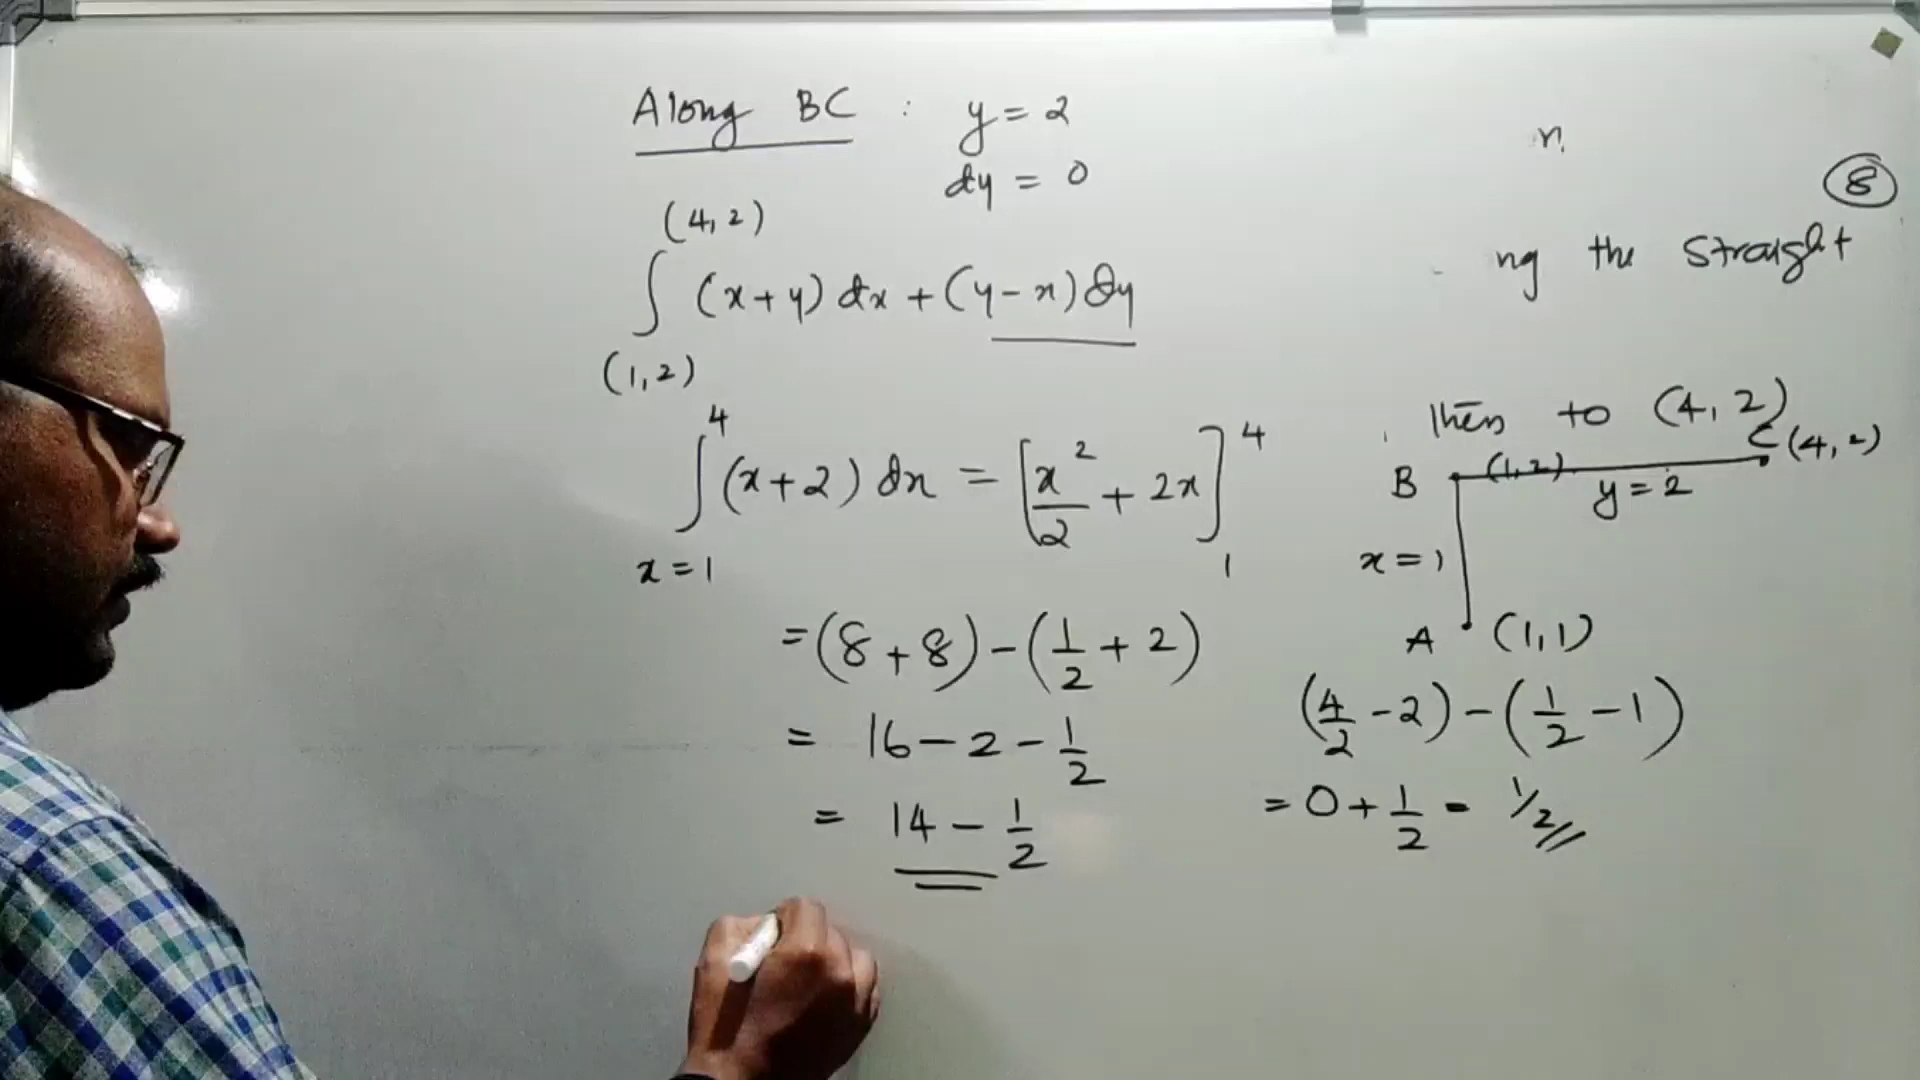 Along BC : y = 2
dy = 0
(4, 2)
∫ (x+y) dx + (y-x) dy
(1, 2)
4
∫ (x+2) dx = [x²/2 + 2x] 4
x = 1 1
= (8+8) - (1/2 + 2)
= 16 - 2 - 1/2
= 14 - 1/2
n.
8
ng the Straight
Then to (4, 2)
C (4, 2)
B (1, 2)
y = 2
x = 1
A (1, 1)
(4/2 - 2) - (1/2 - 1)
= 0 + 1/2 = 1/2